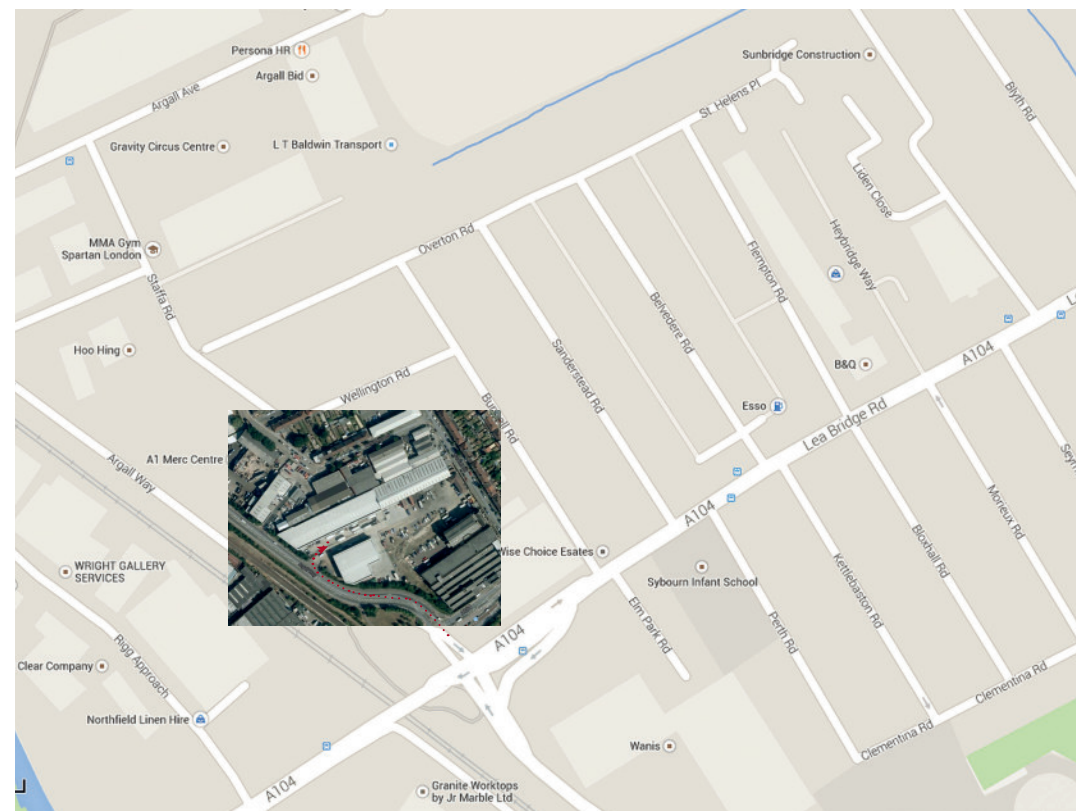 Persona HR
Argall Bid
Argall Ave
Sunbridge Construction
Blyth Rd
St. Helens Pl
Gravity Circus Centre
L T Baldwin Transport
Liden Close
MMA Gym
Spartan London
Overton Rd
Heybridge Way
Flempton Rd
Staffa Rd
Belvedere Rd
Hoo Hing
Sanderstead Rd
Wellington Rd
B&Q
A104
Esso
Lea Bridge Rd
A1 Merc Centre
Argall Way
A104
Moneux Rd
Bloxhall Rd
Wise Choice Esates
WRIGHT GALLERY
SERVICES
Sybourn Infant School
Kettlebaston Rd
Elm Park Rd
Perth Rd
A104
Clear Company
Rigg Approach
Clementina Rd
Northfield Linen Hire
Clementina Rd
Wanis
A104
Granite Worktops
by Jr Marble Ltd